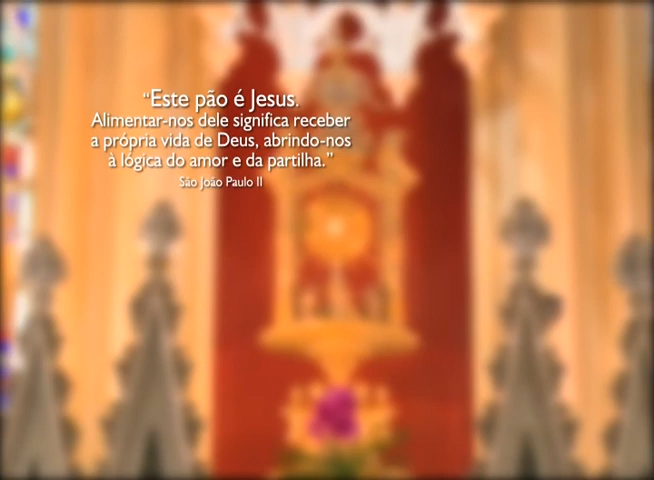 “Este pão é Jesus.
Alimentar-nos dele significa receber
a própria vida de Deus, abrindo-nos
à lógica do amor e da partilha.”
São João Paulo II